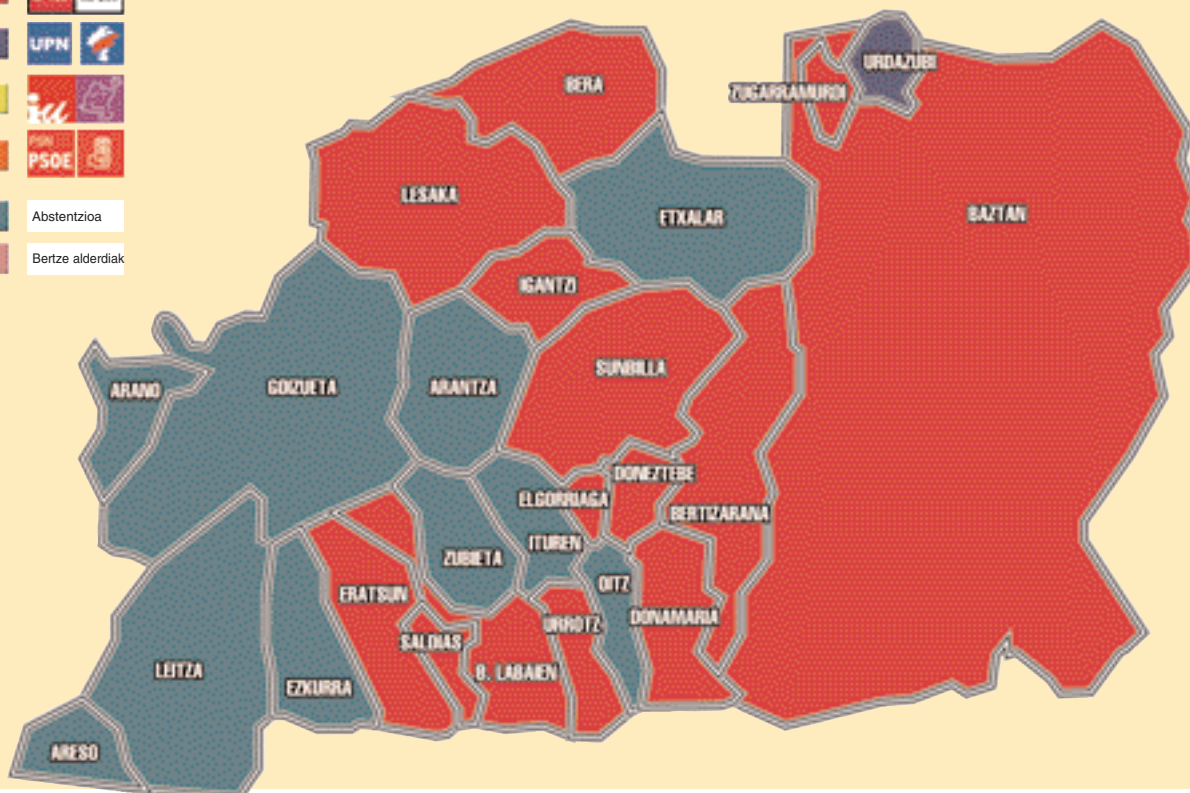 UPN
iu
PSN
PSOE
Abstentzioa
Bertze alderdiak
BERA
URDAZUBI
ZUGARRAMURDI
LESAKA
ETXALAR
BAZTAN
IGANTZI
SUNBILLA
ARANO
GOIZUETA
ARANTZA
DONEZTEBE
ELGORRIAGA
BERTIZARANA
ITUREN
ZUBIETA
OITZ
ERATSUN
DONAMARIA
URROTZ
SALDIAS
LEITZA
B. LABAIEN
EZKURRA
ARESO